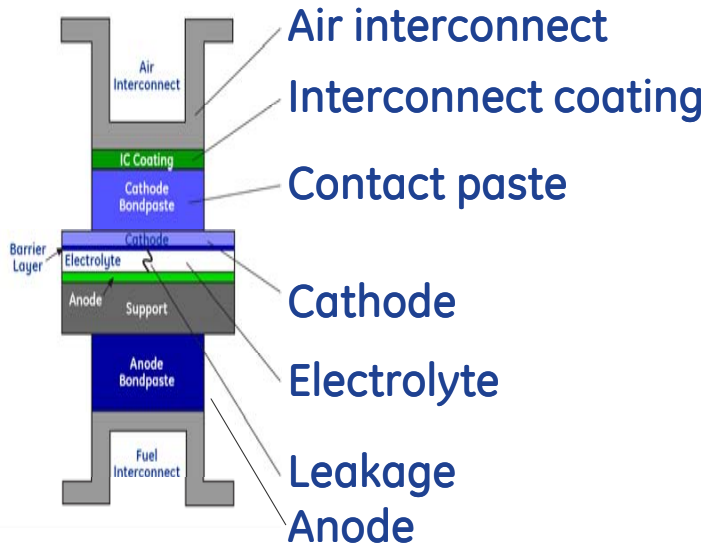 Air interconnect
Air
Interconnect
Interconnect coating
IC Coating
Cathode
Bondpaste
Contact paste
Cathode
Barrier
Layer
Electrolyte
Anode
Support
Cathode
Anode
Bondpaste
Electrolyte
Fuel
Interconnect
Leakage
Anode